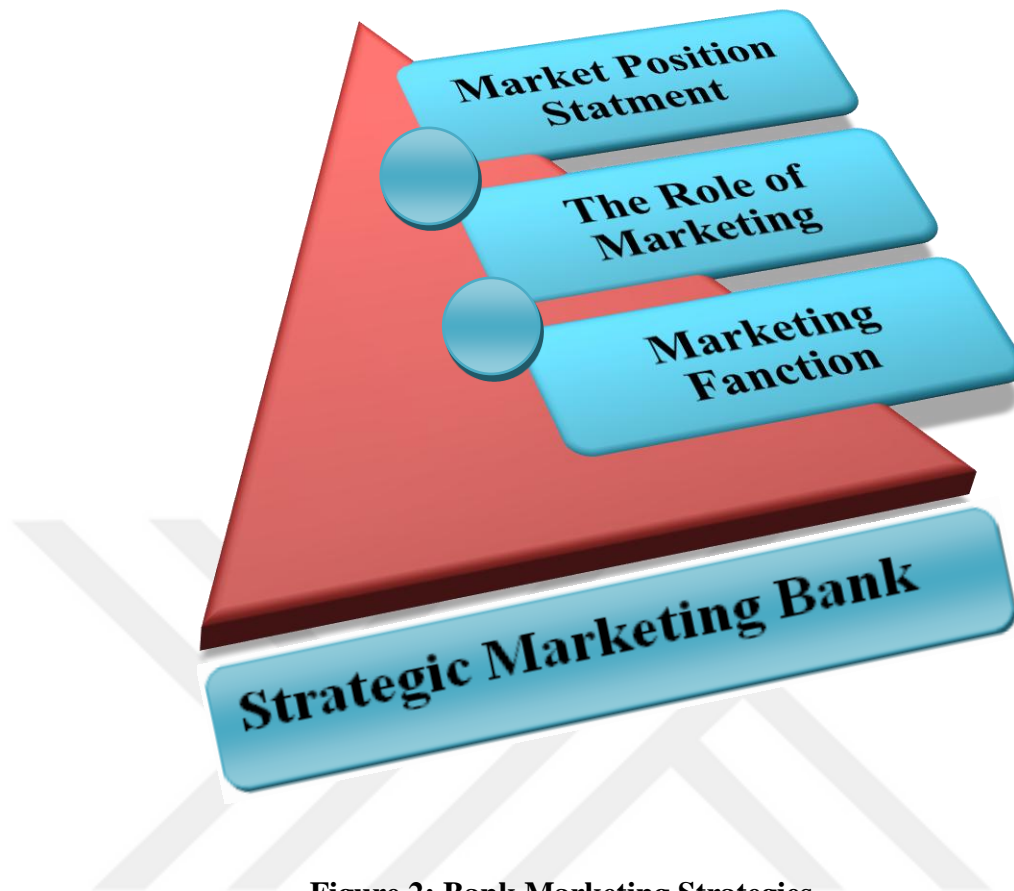 Market Position
Statment
The Role of
Marketing
Marketing
Fanction
Strategic Marketing Bank
Figure 2: Bank Marketing Strategies